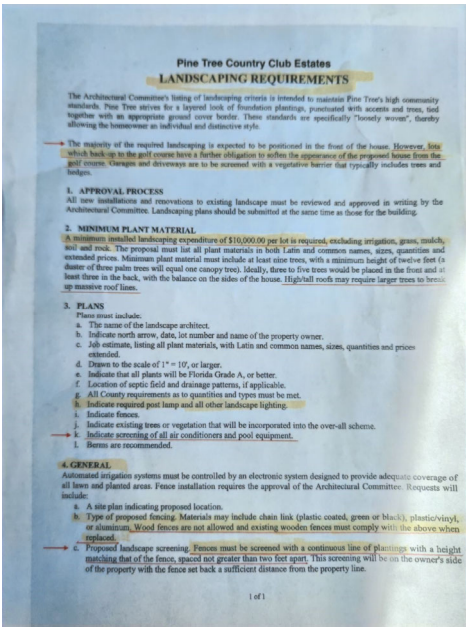 Pine Tree Country Club Estates
LANDSCAPING REQUIREMENTS
The Architectural Committee's listing of landscaping criteria is intended to maintain Pine Tree's high community
standards. Pine Tree strives for a layered look of foundation plantings, punctuated with accents and trees, tied
together with an appropriate ground cover border. These standards are specifically "loosely woven", thereby
allowing the homeowner an individual and distinctive style.
The majority of the required landscaping is expected to be positioned in the front of the house. However, lots
which back up to the golf course have a further obligation to soften the appearance of the proposed house from the
golf course. Garages and driveways are to be screened with a vegetative barrier that typically includes trees and
hedges.
1. APPROVAL PROCESS
All new installations and renovations to existing landscape must be reviewed and approved in writing by the
Architectural Committee. Landscaping plans should be submitted at the same time as those for the building.
2. MINIMUM PLANT MATERIAL
A minimum installed landscaping expenditure of $10,000.00 per lot is required, excluding irrigation, grass, mulch,
soil and rock. The proposal must list all plant materials in both Latin and common names, sizes, quantities and
extended prices. Minimum plant material must include at least nine trees, with a minimum height of twelve feet (a
cluster of three palm trees will equal one canopy tree). Ideally, three to five trees would be placed in the front and at
least three in the back, with the balance on the sides of the house. High/tall roofs may require larger trees to break
up massive roof lines.
3. PLANS
Plans must include:
a. The name of the landscape architect.
b. Indicate north arrow, date, lot number and name of the property owner.
c. Job estimate, listing all plant materials, with Latin and common names, sizes, quantities and prices
extended.
d. Drawn to the scale of 1" = 10', or larger.
e. Indicate that all plants will be Florida Grade A, or better.
f. Location of septic field and drainage patterns, if applicable.
g. All County requirements as to quantities and types must be met.
h. Indicate required post lamp and all other landscape lighting.
i. Indicate fences.
j. Indicate existing trees or vegetation that will be incorporated into the over-all scheme.
k. Indicate screening of all air conditioners and pool equipment.
l. Berms are recommended.
4. GENERAL
Automated irrigation systems must be controlled by an electronic system designed to provide adequate coverage of
all lawn and planted areas. Fence installation requires the approval of the Architectural Committee. Requests will
include:
a. A site plan indicating proposed location.
b. Type of proposed fencing. Materials may include chain link (plastic coated, green or black), plastic/vinyl,
or aluminum. Wood fences are not allowed and existing wooden fences must comply with the above when
replaced.
c. Proposed landscape screening. Fences must be screened with a continuous line of plantings with a height
matching that of the fence, spaced not greater than two feet apart. This screening will be on the owner's side
of the property with the fence set back a sufficient distance from the property line.
1 of 1